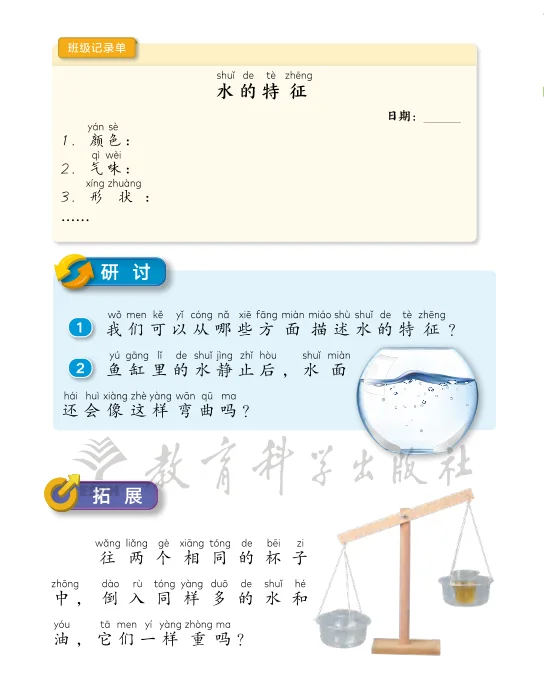 班级记录单
shuǐ de tè zhēng
水的特征
日期：______
yán sè
1. 颜色：
qì wèi
2. 气味：
xíng zhuàng
3. 形状：
……
研讨
wǒ men kě yǐ cóng nǎ xiē fāng miàn miáo shù shuǐ de tè zhēng
1 我们可以从哪些方面描述水的特征？
yú gāng lǐ de shuǐ jìng zhǐ hòu shuǐ miàn
2 鱼缸里的水静止后，水面
hái huì xiàng zhè yàng wān qū ma
还会像这样弯曲吗？
教育科学出版社
拓展
wǎng liǎng gè xiāng tóng de bēi zi
往两个相同的杯子
zhōng dào rù tóng yàng duō de shuǐ hé
中，倒入同样多的水和
yóu tā men yí yàng zhòng ma
油，它们一样重吗？